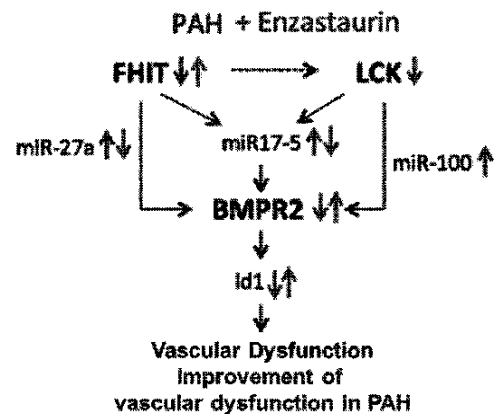 PAH + Enzastaurin
FHIT↓↑ → LCK↓
miR-27a↑↓
miR17-5↑↓
miR-100↑
BMPR2 ↓↑
Id1↓↑
Vascular Dysfunction
Improvement of
vascular dysfunction in PAH